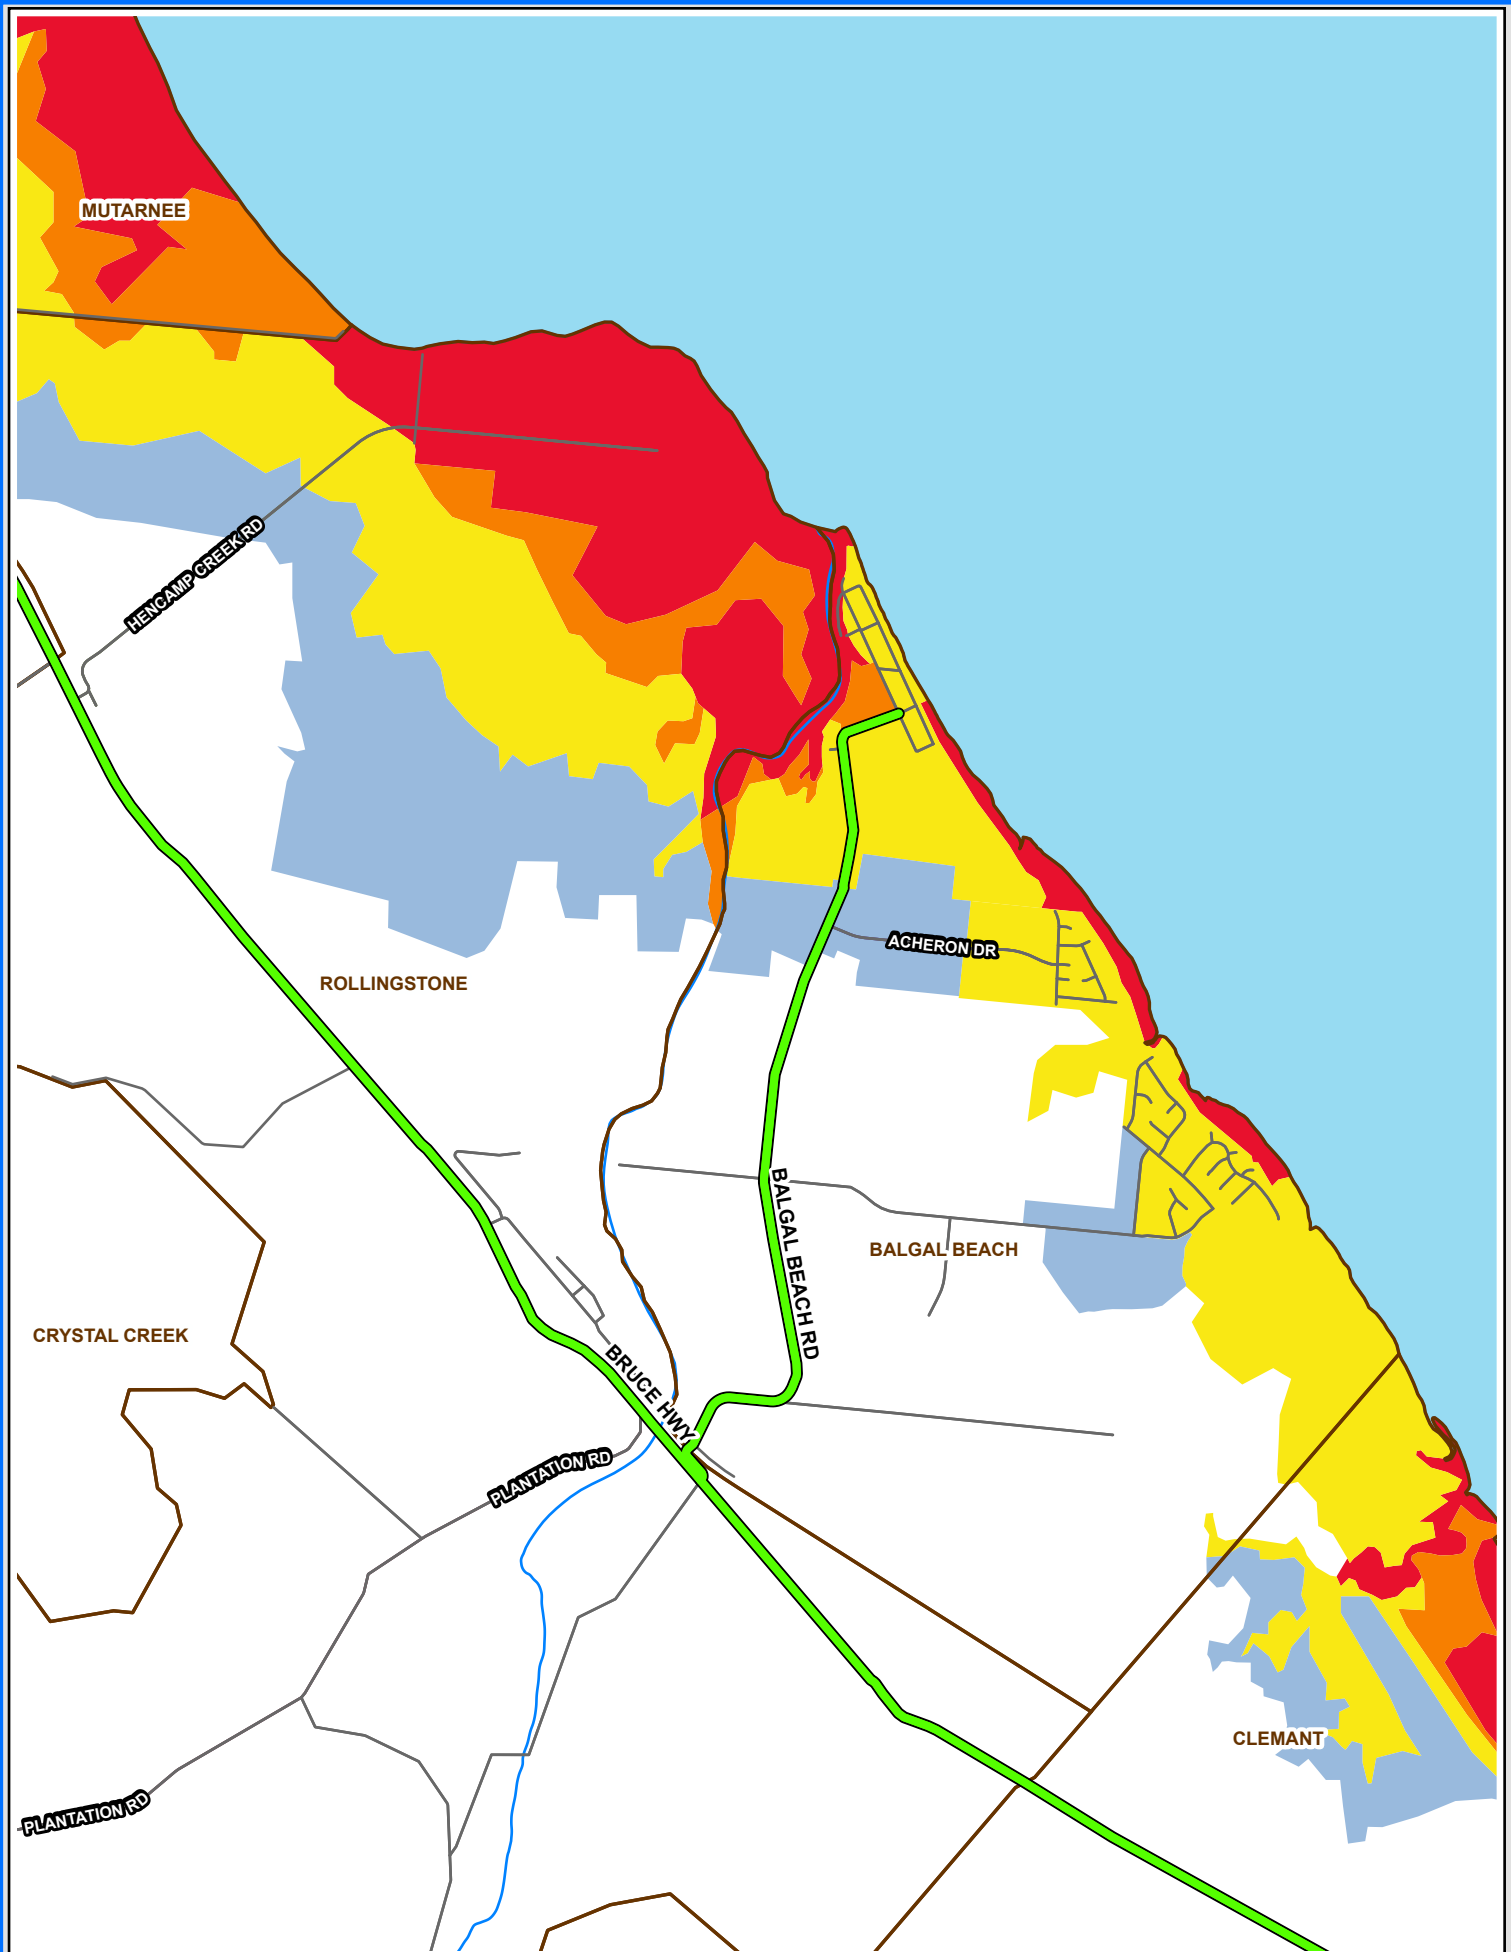 MUTARNEE
HENCAMP CREEK RD
ACHERON DR
ROLLINGSTONE
BALGAL BEACH RD
BALGAL BEACH
CRYSTAL CREEK
BRUCE HWY
PLANTATION RD
CLEMANT
PLANTATION RD